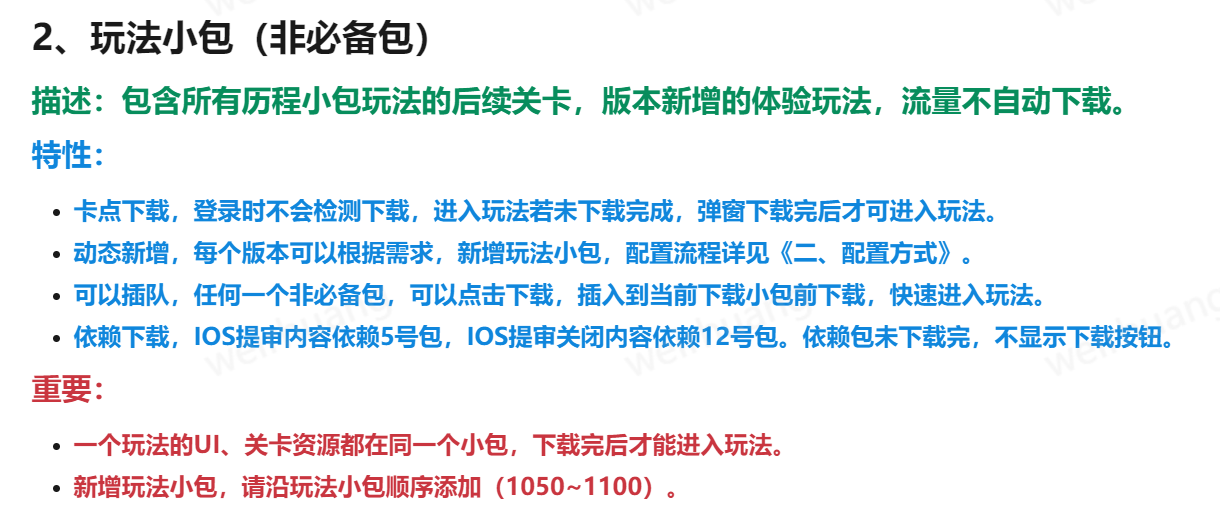 2、玩法小包（非必备包）
描述：包含所有历程小包玩法的后续关卡，版本新增的体验玩法，流量不自动下载。
特性：
• 卡点下载，登录时不会检测下载，进入玩法若未下载完成，弹窗下载完后才可进入玩法。
• 动态新增，每个版本可以根据需求，新增玩法小包，配置流程详见《二、配置方式》。
• 可以插队，任何一个非必备包，可以点击下载，插入到当前下载小包前下载，快速进入玩法。
• 依赖下载，IOS提审内容依赖5号包，IOS提审关闭内容依赖12号包。依赖包未下载完，不显示下载按钮。
重要：
• 一个玩法的UI、关卡资源都在同一个小包，下载完后才能进入玩法。
• 新增玩法小包，请沿玩法小包顺序添加（1050~1100）。